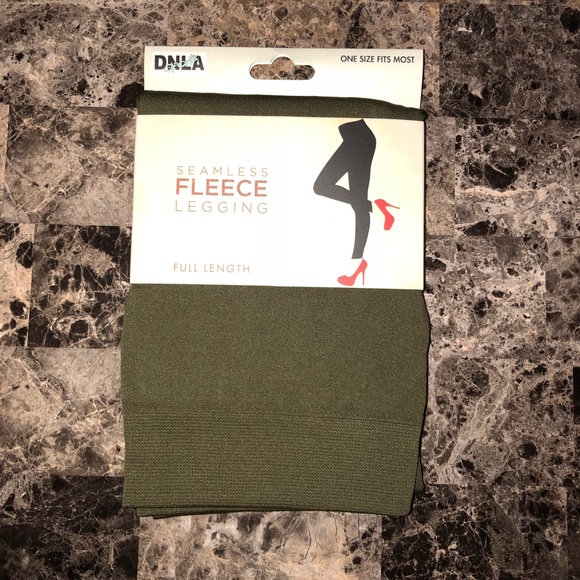 DNLA
ONE SIZE FITS MOST
SEAMLESS
FLEECE
LEGGING
FULL LENGTH